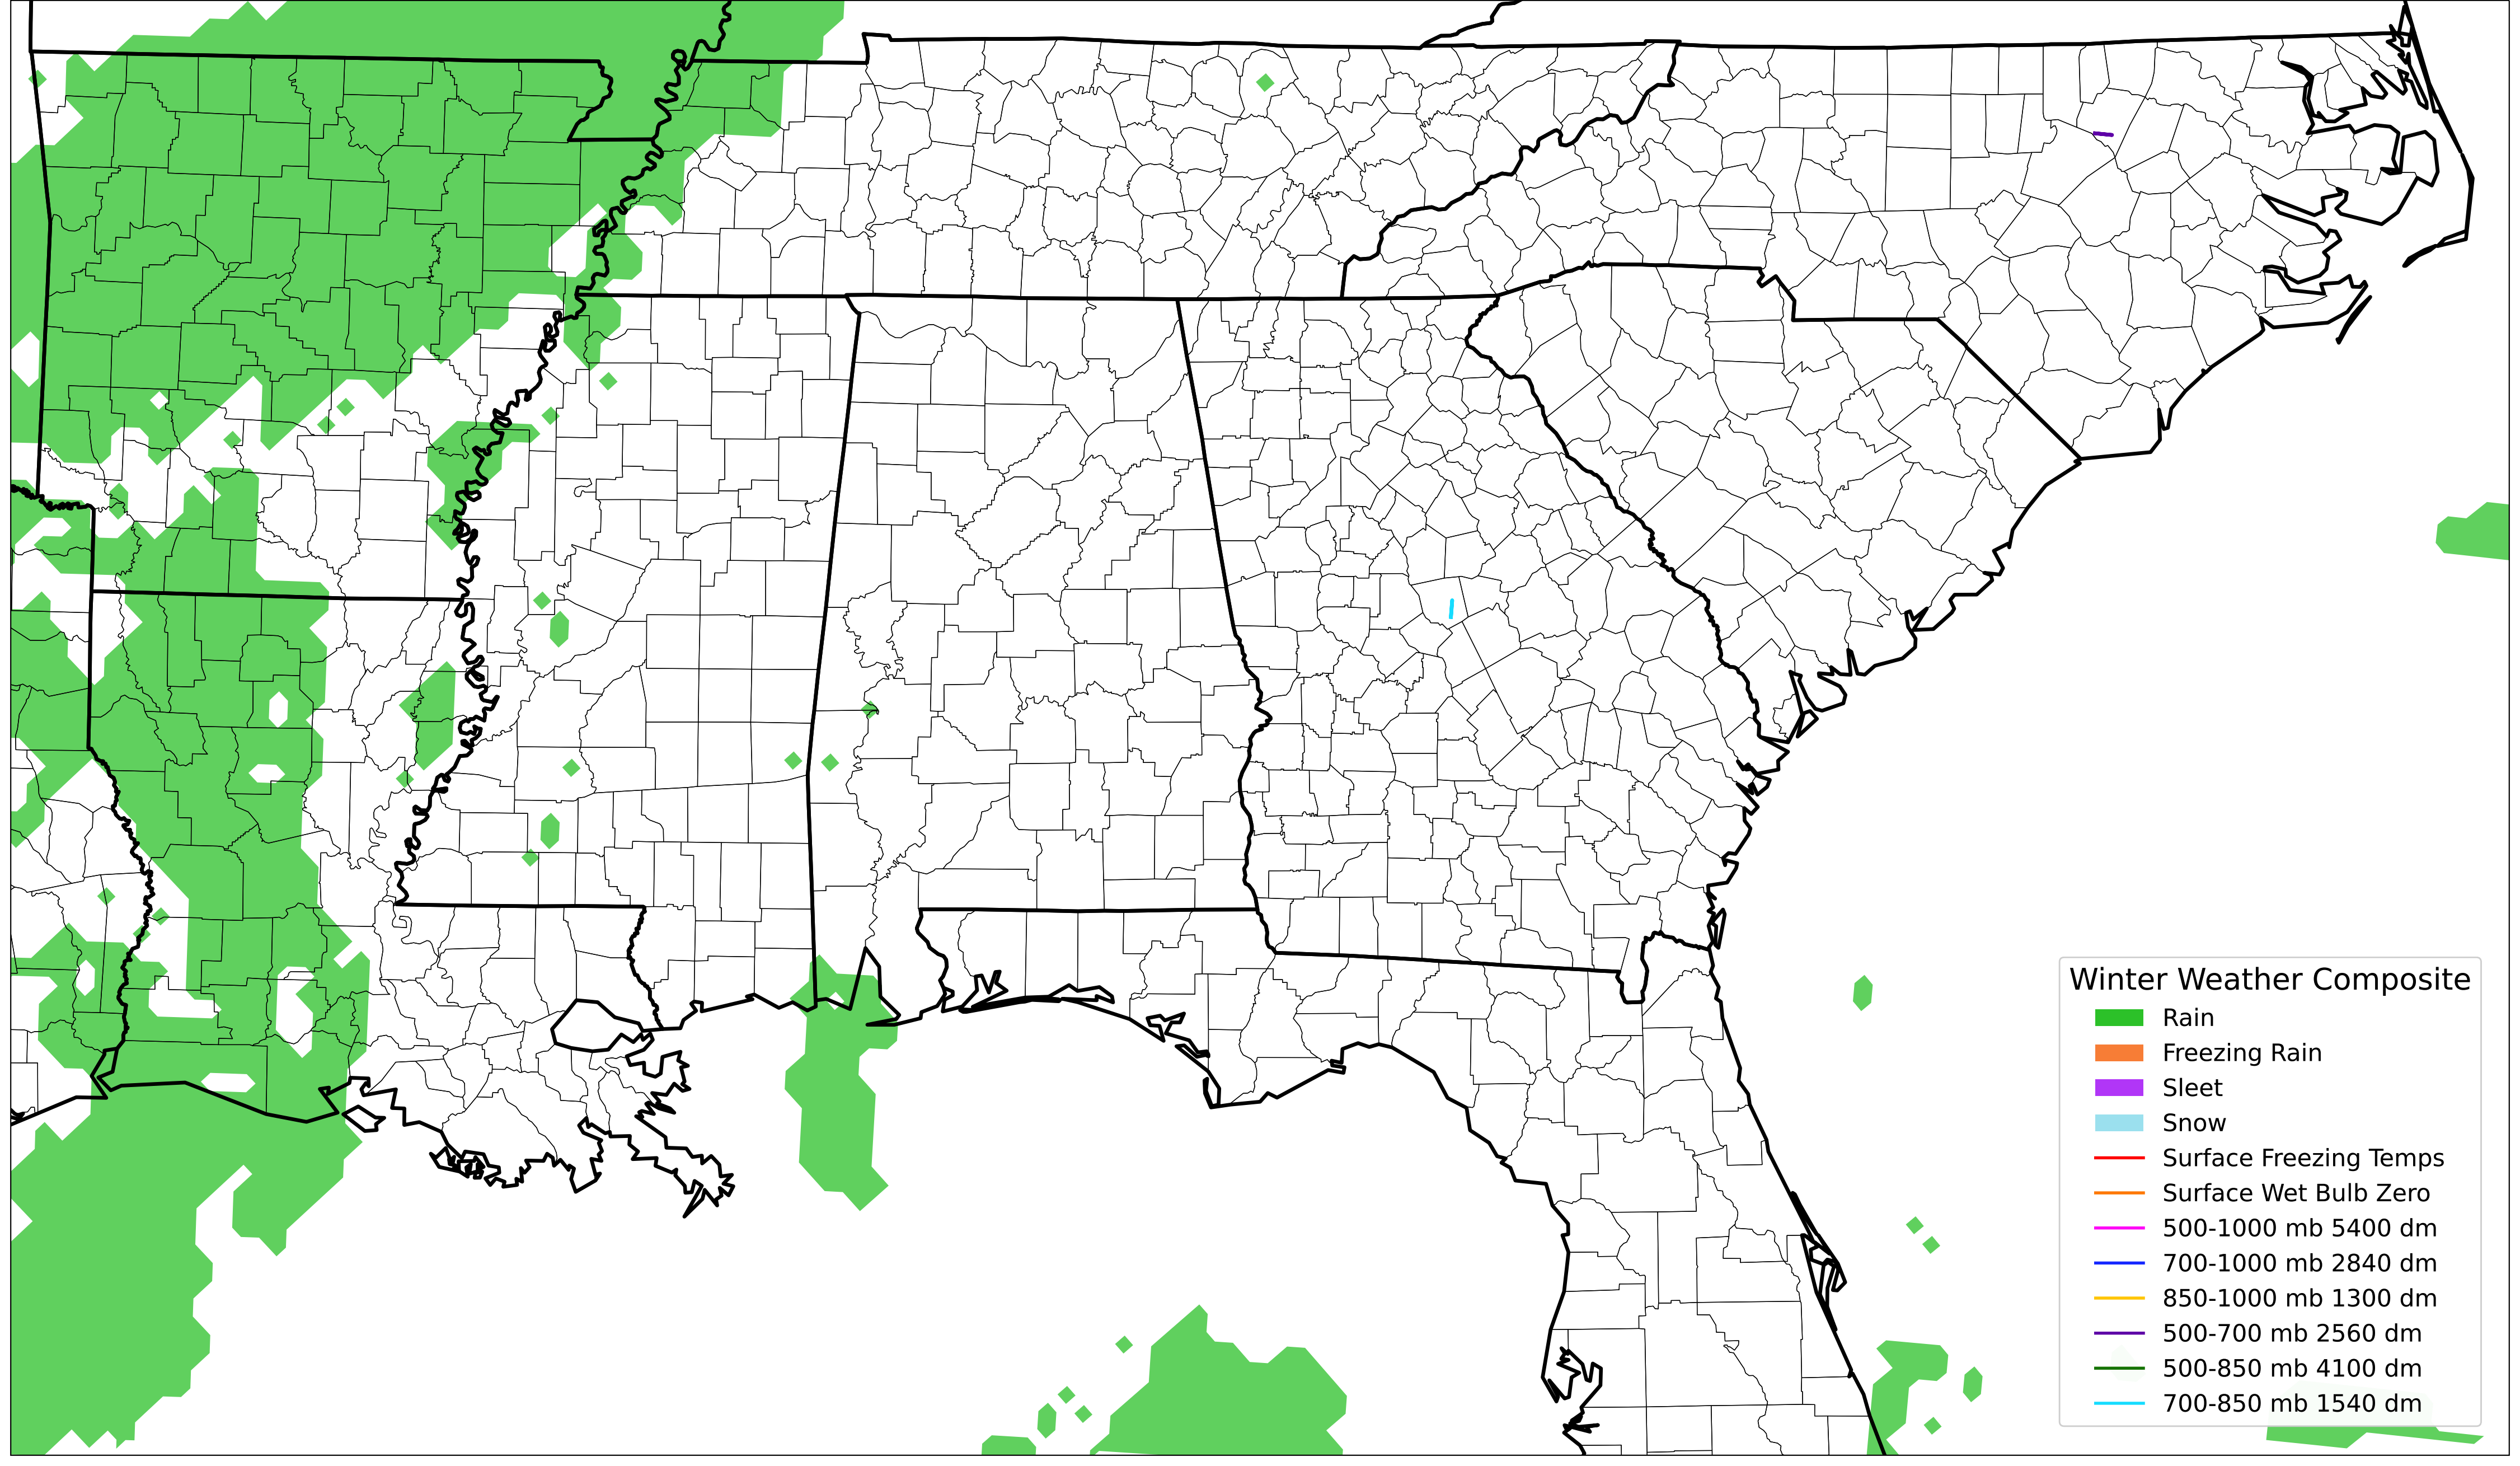 Winter Weather Composite
Rain
Freezing Rain
Sleet
Snow
Surface Freezing Temps
Surface Wet Bulb Zero
500-1000 mb 5400 dm
700-1000 mb 2840 dm
850-1000 mb 1300 dm
500-700 mb 2560 dm
500-850 mb 4100 dm
700-850 mb 1540 dm